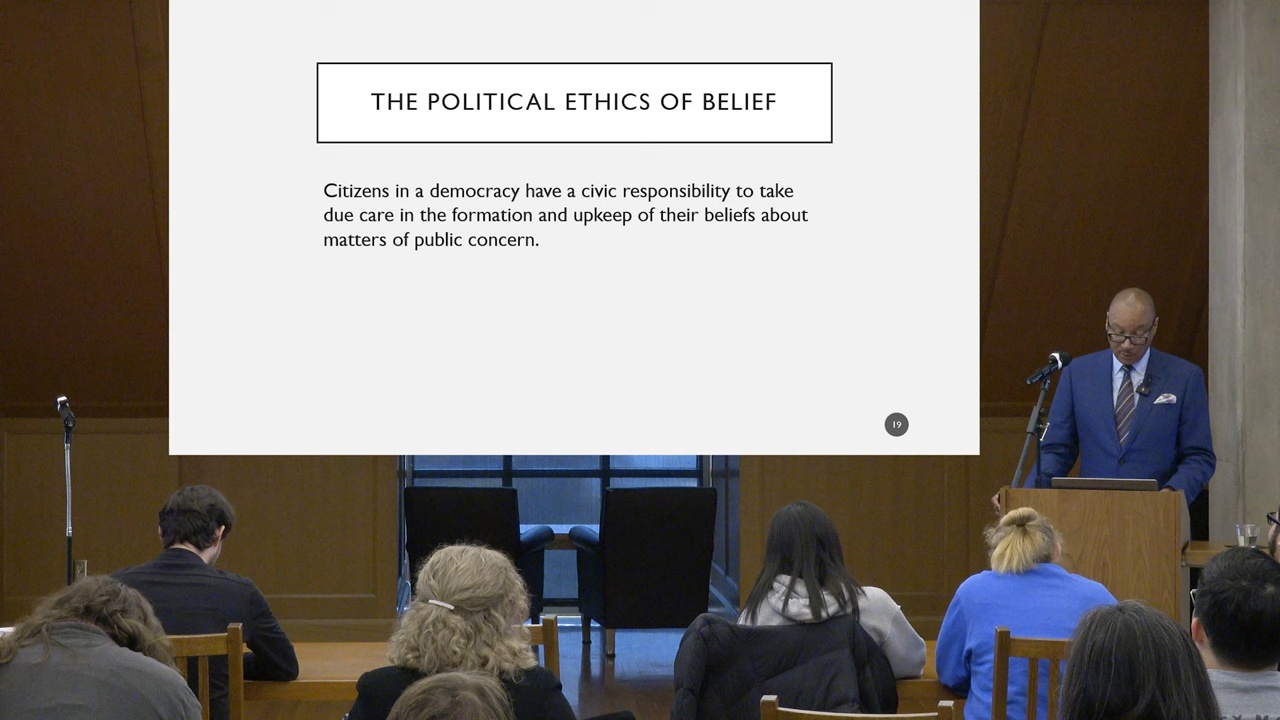 THE POLITICAL ETHICS OF BELIEF
Citizens in a democracy have a civic responsibility to take
due care in the formation and upkeep of their beliefs about
matters of public concern.
19